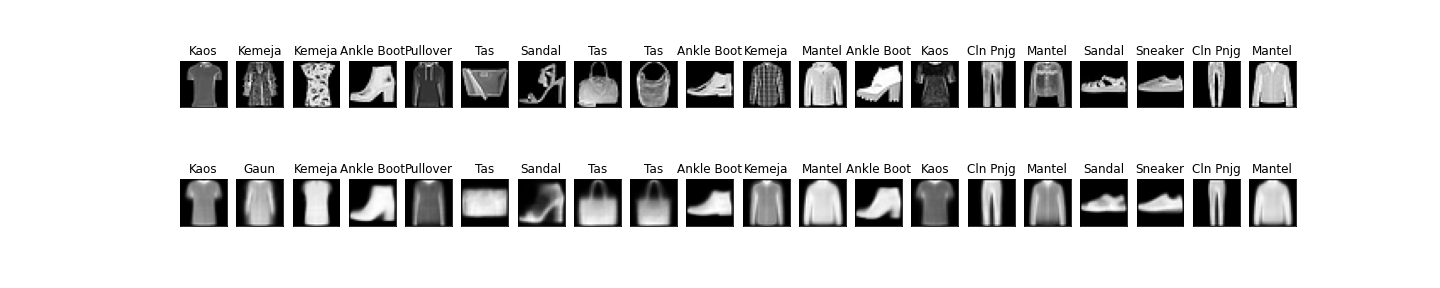 Kaos Kemeja Kemeja Ankle Boot Pullover Tas Sandal Tas Tas Ankle Boot Kemeja Mantel Ankle Boot Kaos Cln Pnjg Mantel Sandal Sneaker Cln Pnjg Mantel
Kaos Gaun Kemeja Ankle Boot Pullover Tas Sandal Tas Tas Ankle Boot Kemeja Mantel Ankle Boot Kaos Cln Pnjg Mantel Sandal Sneaker Cln Pnjg Mantel